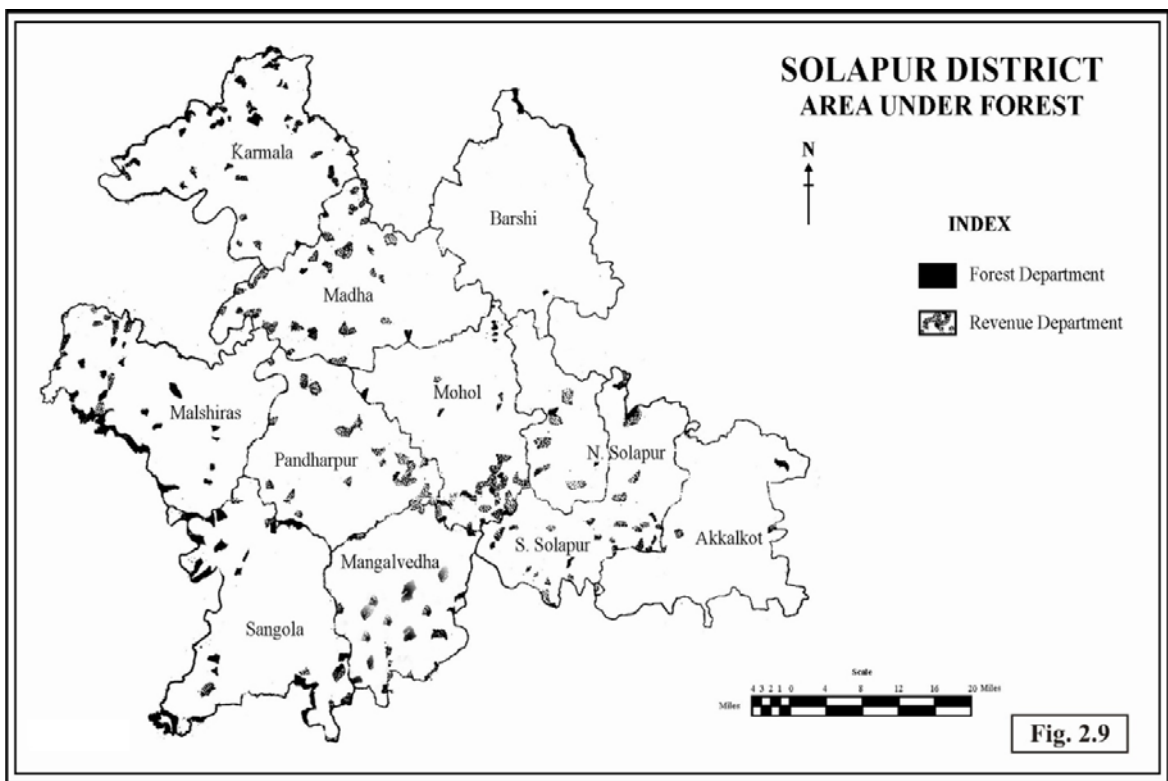 SOLAPUR DISTRICT
AREA UNDER FOREST
N
Karmala
Barshi
INDEX
Forest Department
Madha
Revenue Department
Mohol
Malshiras
N. Solapur
Pandharpur
Akkalkot
S. Solapur
Mangalvedha
Sangola
Scale
4 3 2 1 0 4 8 12 16 20 Miles
Miles
Fig. 2.9